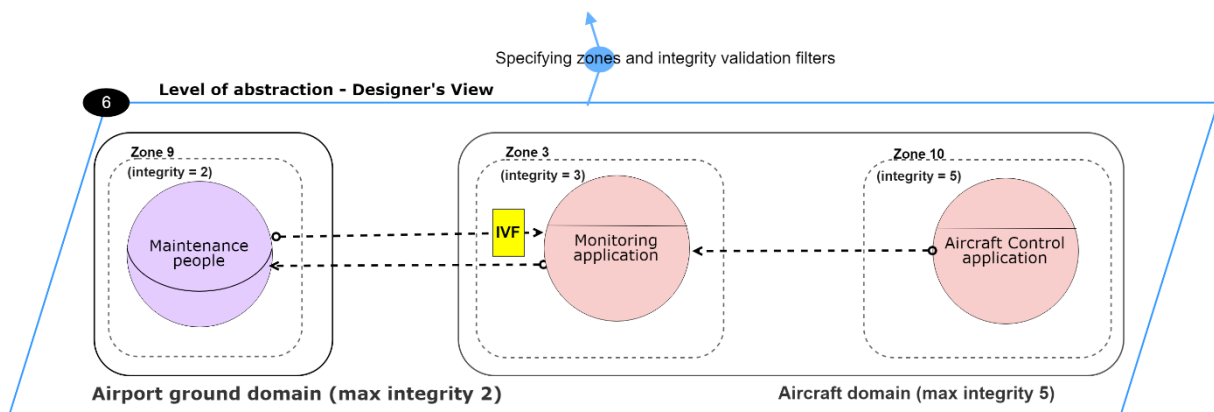 Specifying zones and integrity validation filters
6
Level of abstraction - Designer's View
Zone 9
(integrity = 2)
Maintenance
people
IVF
Zone 3
(integrity = 3)
Monitoring
application
Zone 10
(integrity = 5)
Aircraft Control
application
Airport ground domain (max integrity 2)
Aircraft domain (max integrity 5)